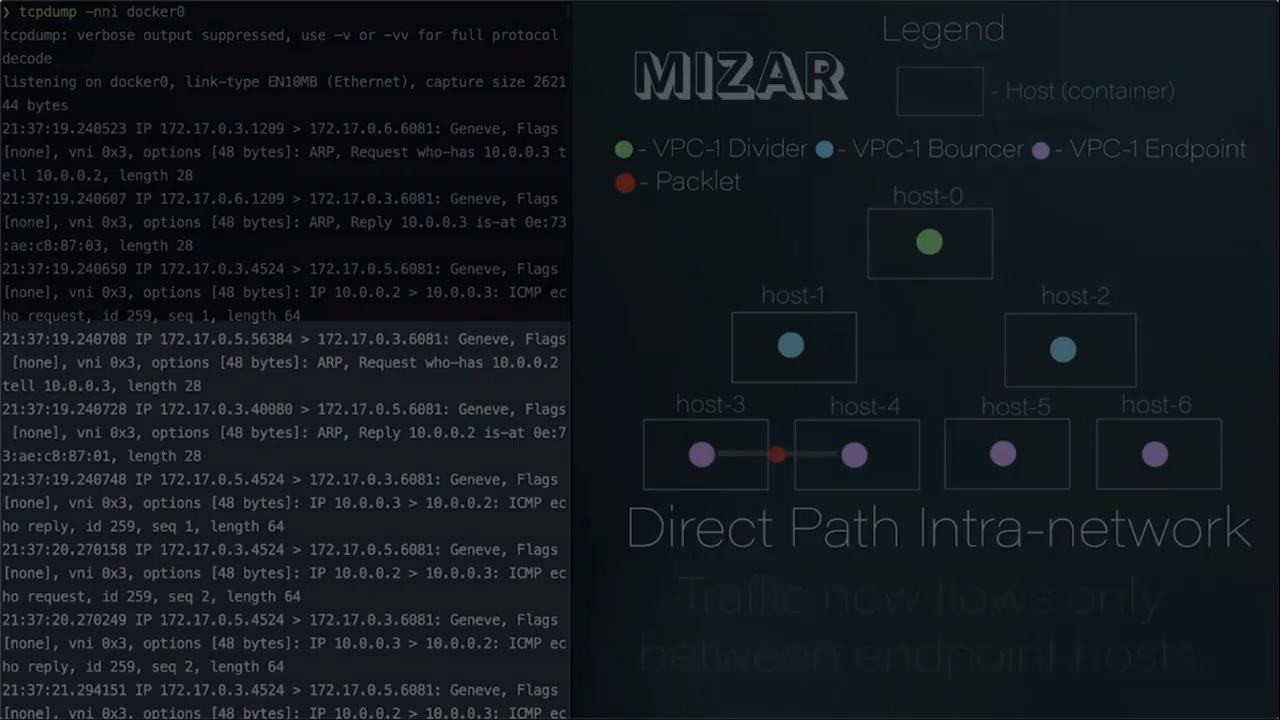 ❯ tcpdump -nni docker0
tcpdump: verbose output suppressed, use -v or -vv for full protocol
decode
listening on docker0, link-type EN10MB (Ethernet), capture size 2621
44 bytes
21:37:19.240523 IP 172.17.0.3.1209 > 172.17.0.6.6081: Geneve, Flags
[none], vni 0x3, options [48 bytes]: ARP, Request who-has 10.0.0.3 t
ell 10.0.0.2, length 28
21:37:19.240607 IP 172.17.0.6.1209 > 172.17.0.3.6081: Geneve, Flags
[none], vni 0x3, options [48 bytes]: ARP, Reply 10.0.0.3 is-at 0e:73
:ae:c8:87:03, length 28
21:37:19.240650 IP 172.17.0.3.4524 > 172.17.0.5.6081: Geneve, Flags
[none], vni 0x3, options [48 bytes]: IP 10.0.0.2 > 10.0.0.3: ICMP ec
ho request, id 259, seq 1, length 64
21:37:19.240708 IP 172.17.0.5.56384 > 172.17.0.3.6081: Geneve, Flags
[none], vni 0x3, options [48 bytes]: ARP, Request who-has 10.0.0.2
tell 10.0.0.3, length 28
21:37:19.240728 IP 172.17.0.3.40080 > 172.17.0.5.6081: Geneve, Flags
[none], vni 0x3, options [48 bytes]: ARP, Reply 10.0.0.2 is-at 0e:7
3:ae:c8:87:01, length 28
21:37:19.240748 IP 172.17.0.5.4524 > 172.17.0.3.6081: Geneve, Flags
[none], vni 0x3, options [48 bytes]: IP 10.0.0.3 > 10.0.0.2: ICMP ec
ho reply, id 259, seq 1, length 64
21:37:20.270158 IP 172.17.0.3.4524 > 172.17.0.5.6081: Geneve, Flags
[none], vni 0x3, options [48 bytes]: IP 10.0.0.2 > 10.0.0.3: ICMP ec
ho request, id 259, seq 2, length 64
21:37:20.270249 IP 172.17.0.5.4524 > 172.17.0.3.6081: Geneve, Flags
[none], vni 0x3, options [48 bytes]: IP 10.0.0.3 > 10.0.0.2: ICMP ec
ho reply, id 259, seq 2, length 64
21:37:21.294151 IP 172.17.0.3.4524 > 172.17.0.5.6081: Geneve, Flags
[none], vni 0x3, options [48 bytes]: IP 10.0.0.2 > 10.0.0.3: ICMP ec
MIZAR
Legend
- Host (container)
- VPC-1 Divider - VPC-1 Bouncer - VPC-1 Endpoint
- Packlet
host-0
host-1 host-2
host-3 host-4 host-5 host-6
Direct Path Intra-network
Traffic now flows only
between endpoint hosts.